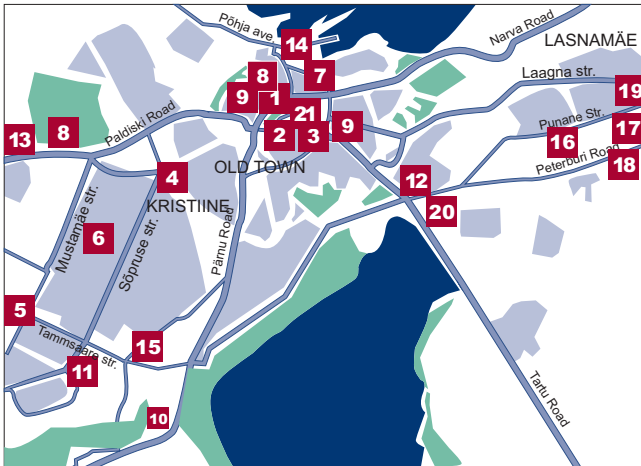 Põhja ave
14
Narva Road
LASNAMÄE
8
7
Laagna str.
9
1
19
21
Punane Str.
17
13
8
Paldiski Road
2
3
9
16
Peterburi Road
18
OLD TOWN
4
12
KRISTIINE
20
Mustamäe str.
6
Sõpruse str.
Pärnu Road
5
Tammsaare str.
15
11
Tartu Road
10